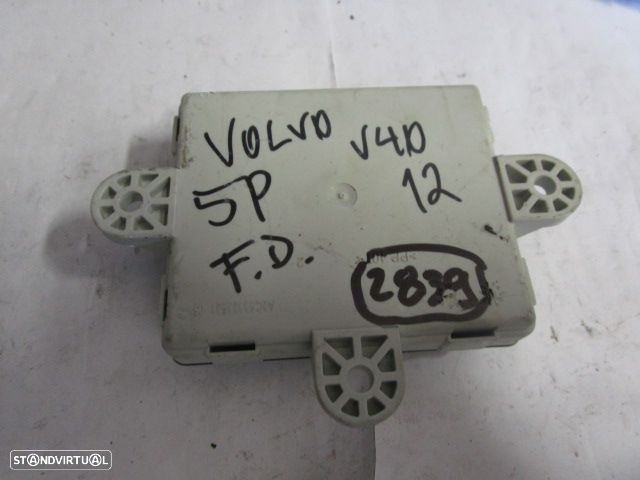 VOLVO V40
5P 12
F.D.
2839
STANDVIRTUAL